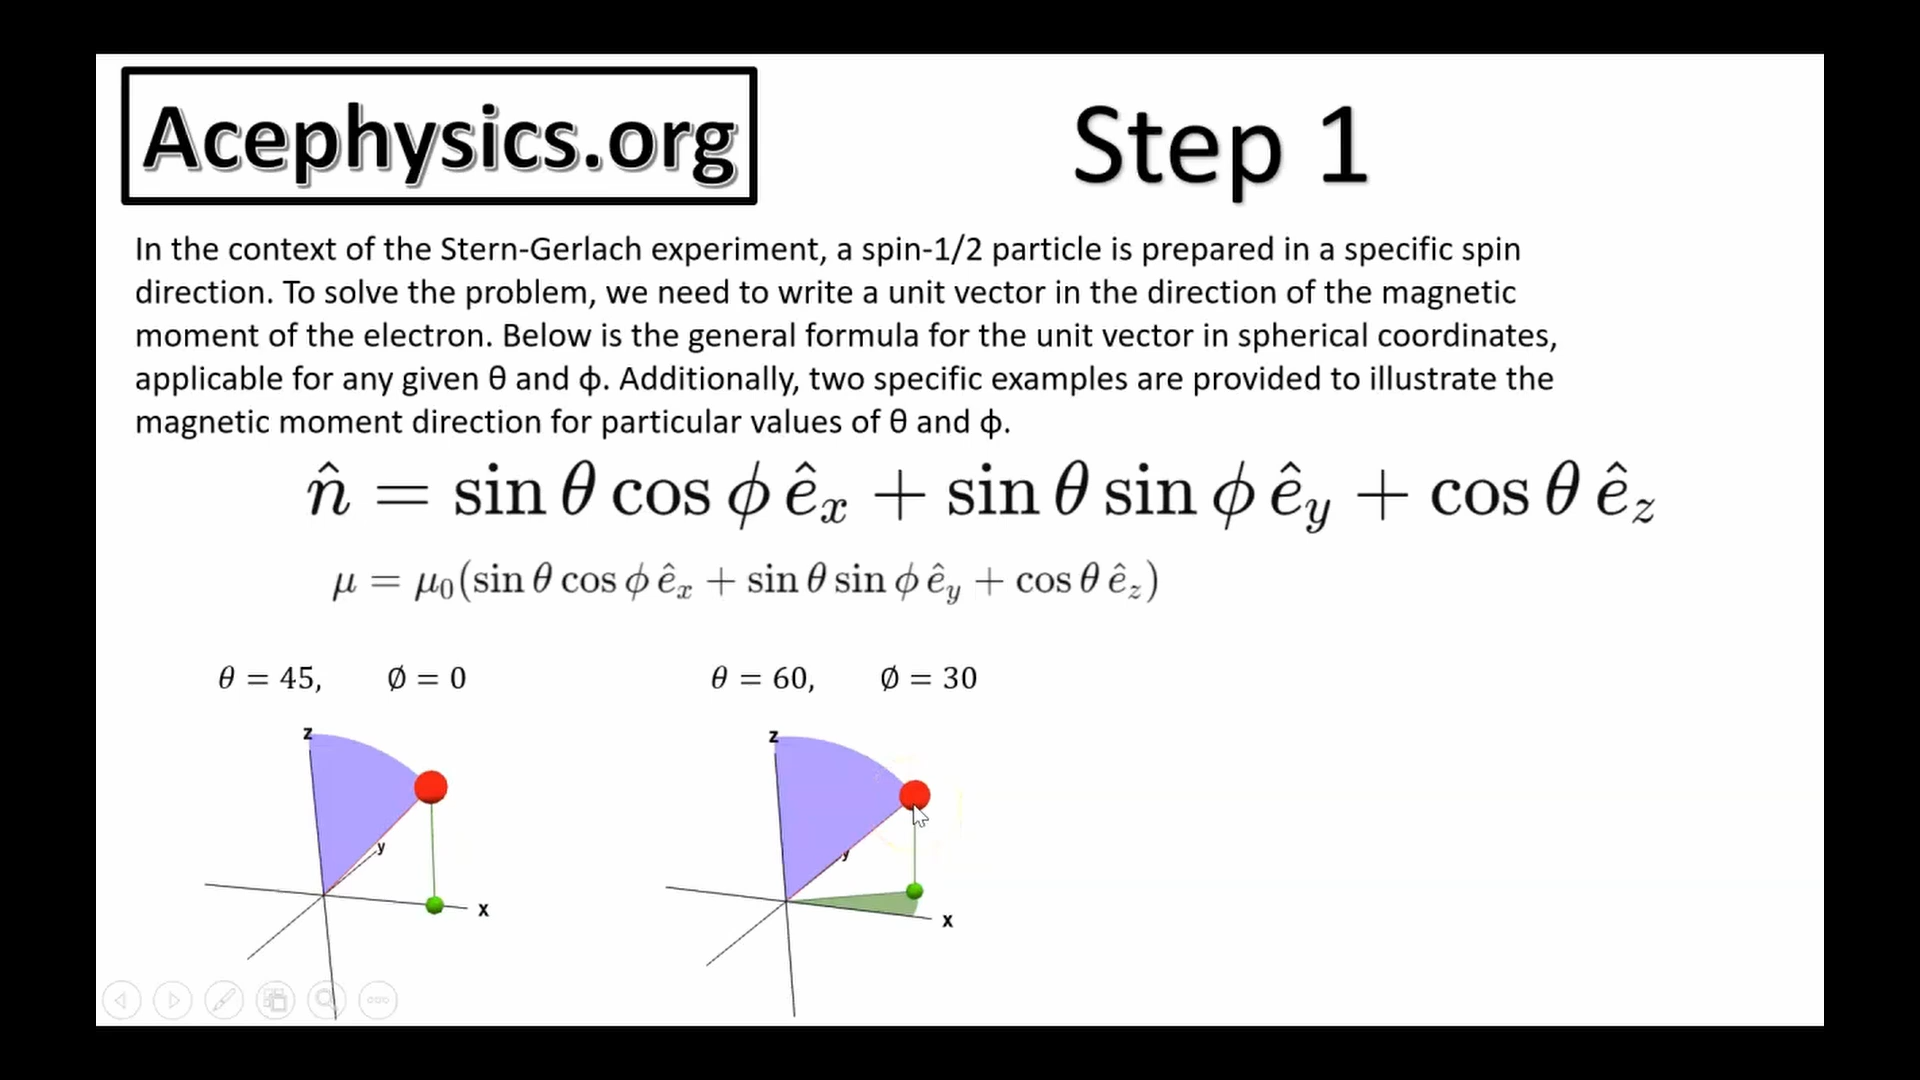 Acephysics.org
Step 1
In the context of the Stern-Gerlach experiment, a spin-1/2 particle is prepared in a specific spin
direction. To solve the problem, we need to write a unit vector in the direction of the magnetic
moment of the electron. Below is the general formula for the unit vector in spherical coordinates,
applicable for any given θ and ϕ. Additionally, two specific examples are provided to illustrate the
magnetic moment direction for particular values of θ and ϕ.
n̂ = sin θ cos ϕ ê_x + sin θ sin ϕ ê_y + cos θ ê_z
μ = μ₀(sin θ cos ϕ ê_x + sin θ sin ϕ ê_y + cos θ ê_z)
θ = 45, ∅ = 0
θ = 60, ∅ = 30
z
y
x
z
y
x